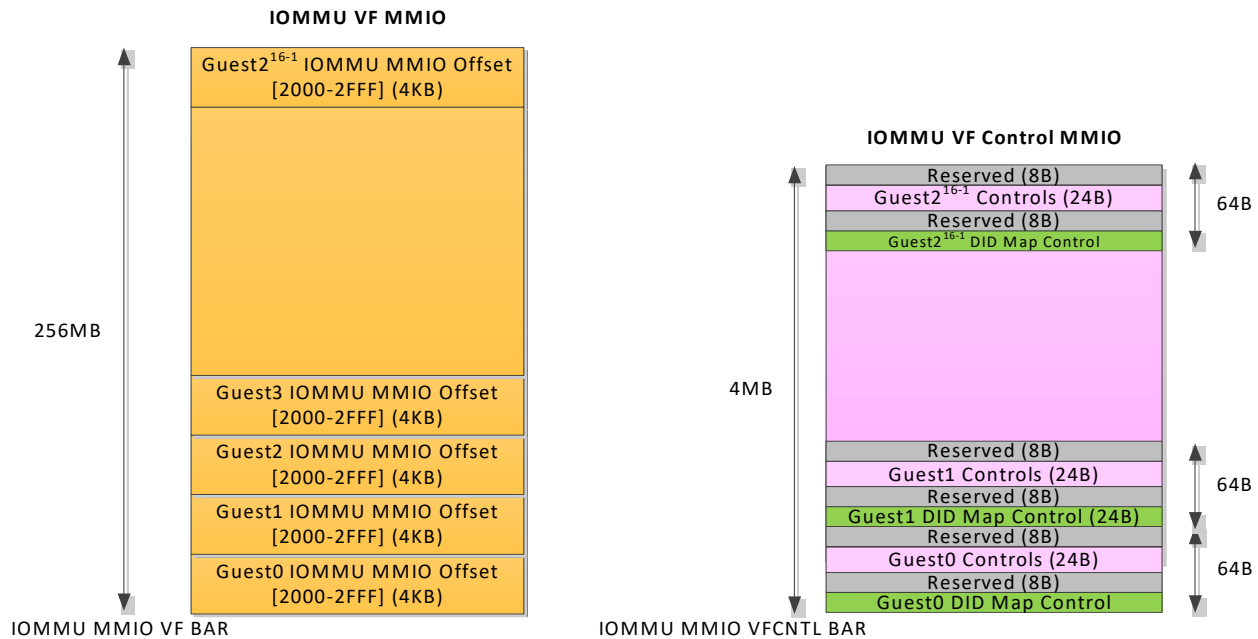 IOMMU VF MMIO
Guest2^16-1 IOMMU MMIO Offset
[2000-2FFF] (4KB)
256MB
Guest3 IOMMU MMIO Offset
[2000-2FFF] (4KB)
Guest2 IOMMU MMIO Offset
[2000-2FFF] (4KB)
Guest1 IOMMU MMIO Offset
[2000-2FFF] (4KB)
Guest0 IOMMU MMIO Offset
[2000-2FFF] (4KB)
IOMMU MMIO VF BAR
IOMMU VF Control MMIO
Reserved (8B)
Guest2^16-1 Controls (24B)
Reserved (8B)
Guest2^16-1 DID Map Control
64B
4MB
Reserved (8B)
Guest1 Controls (24B)
Reserved (8B)
Guest1 DID Map Control (24B)
64B
Reserved (8B)
Guest0 Controls (24B)
Reserved (8B)
Guest0 DID Map Control
64B
IOMMU MMIO VFCNTL BAR